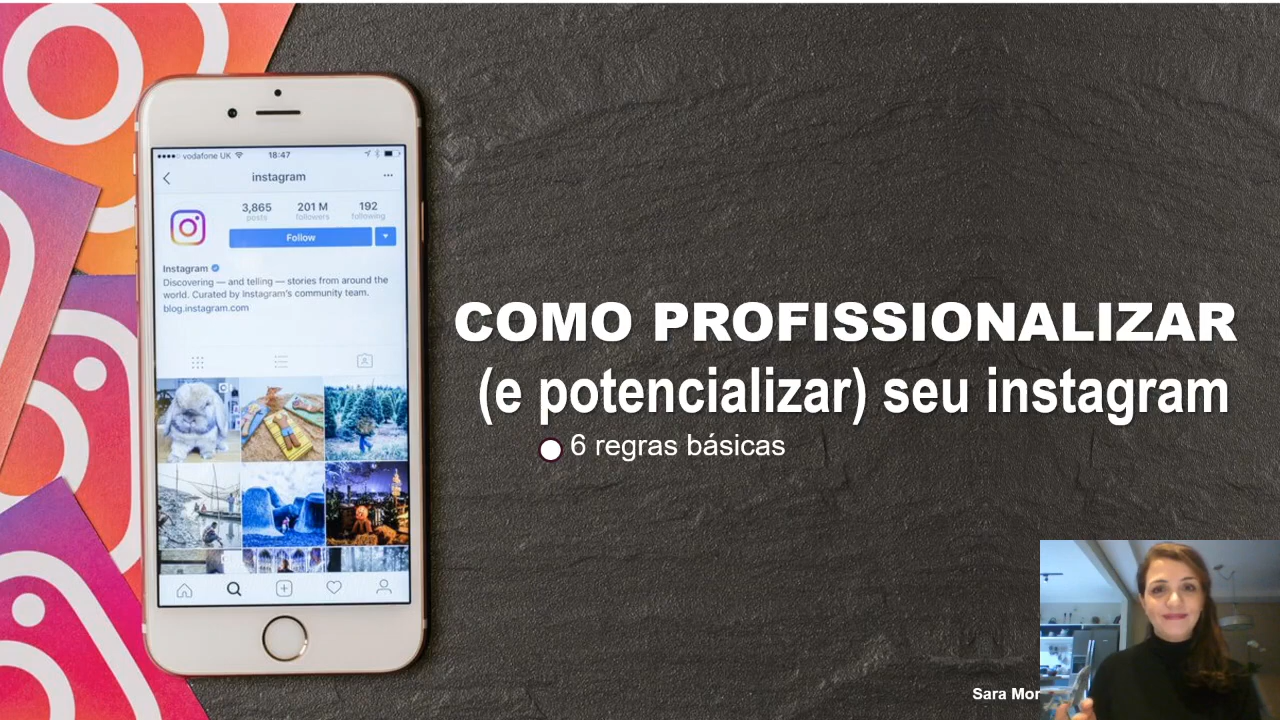 vodafone UK
18:47
instagram
3,865
201 M
192
posts
followers
following
Follow
Instagram
Discovering — and telling — stories from around the
world. Curated by Instagram's community team.
blog.instagram.com
COMO PROFISSIONALIZAR
(e potencializar) seu instagram
6 regras básicas
Sara Mor